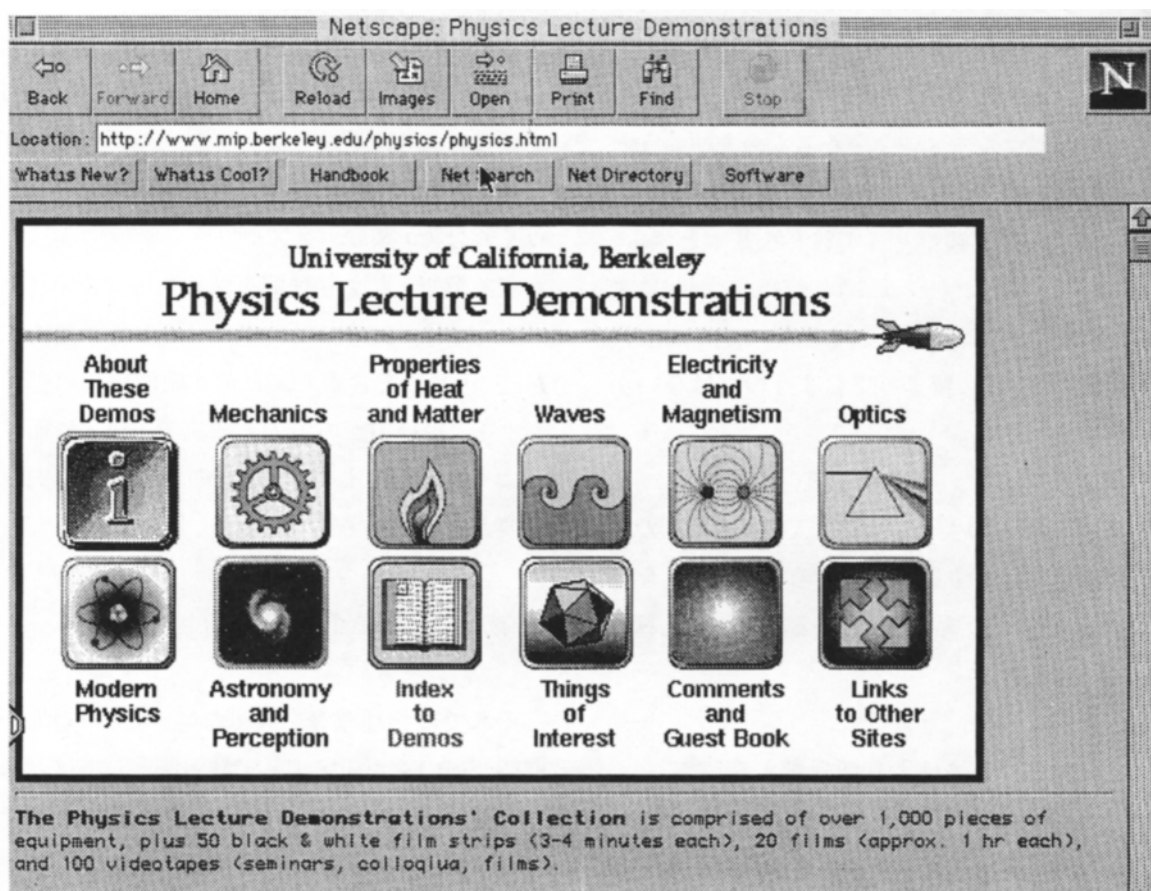 Netscape: Physics Lecture Demonstrations
Back Forward Home Reload Images Open Print Find Stop
N
Location: http://www.mip.berkeley.edu/physics/physics.html
What's New? What's Cool? Handbook Net Search Net Directory Software
University of California, Berkeley
Physics Lecture Demonstrations
About
These
Demos
Mechanics
Properties
of Heat
and Matter
Waves
Electricity
and
Magnetism
Optics
i
Modern
Physics
Astronomy
and
Perception
Index
to
Demos
Things
of
Interest
Comments
and
Guest Book
Links
to Other
Sites
The Physics Lecture Demonstrations' Collection is comprised of over 1,000 pieces of
equipment, plus 50 black & white film strips (3-4 minutes each), 20 films (approx. 1 hr each),
and 100 videotapes (seminars, colloqiua, films).